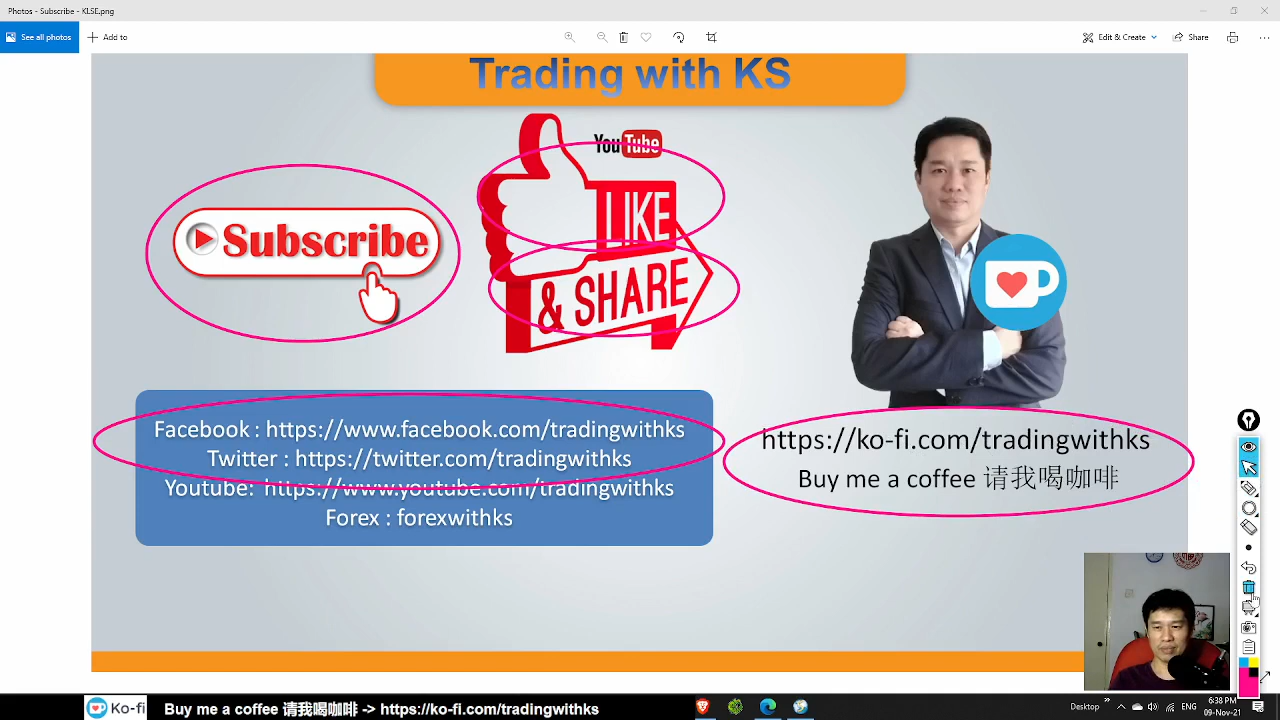 Photos - Subscribe - KLSE.png
See all photos
Add to
Edit & Create
Share
Trading with KS
YouTube
LIKE
& SHARE
Subscribe
Facebook : https://www.facebook.com/tradingwithks
Twitter : https://twitter.com/tradingwithks
Youtube: https://www.youtube.com/tradingwithks
Forex : forexwithks
https://ko-fi.com/tradingwithks
Buy me a coffee 请我喝咖啡
Ko-fi
Buy me a coffee 请我喝咖啡 -> https://ko-fi.com/tradingwithks
Desktop
6:38 PM
09-Nov-21